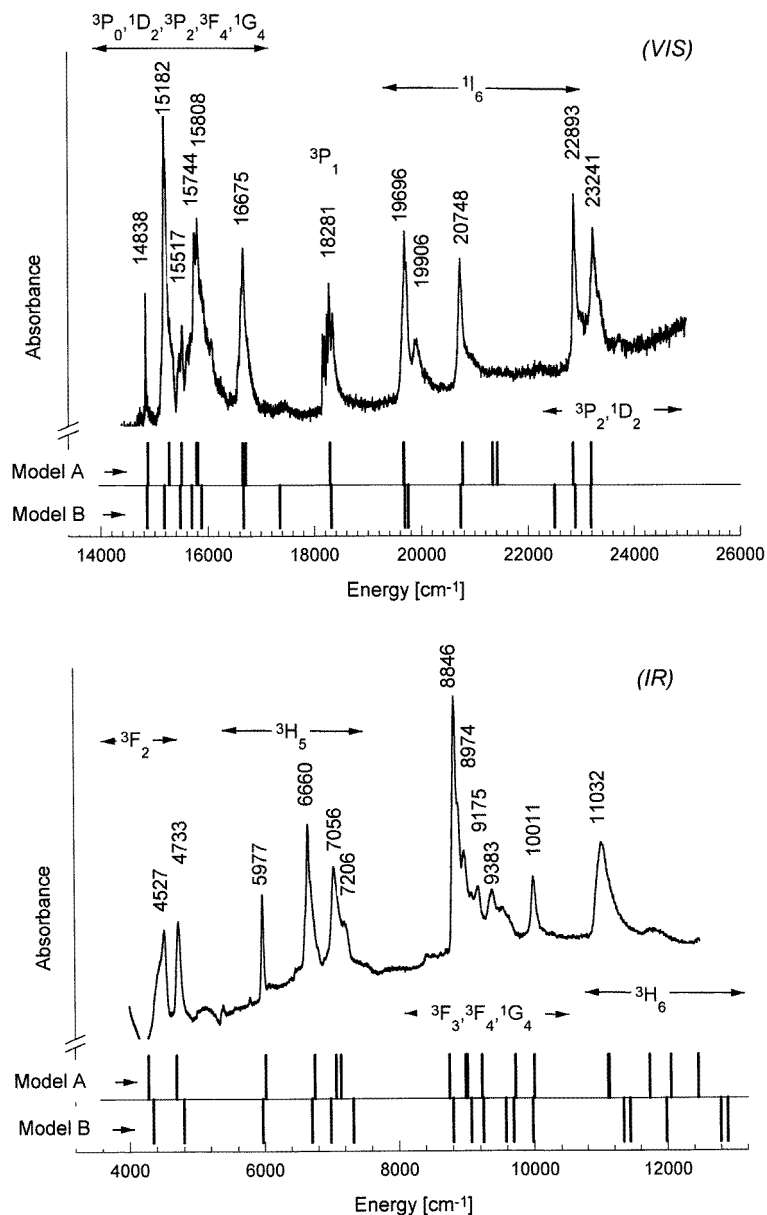 ³P₀,¹D₂,³P₂,³F₄,¹G₄
(VIS)
¹I₆
³P₁
³P₂,¹D₂
14838
15182
15517
15744
15808
16675
18281
19696
19906
20748
22893
23241
Absorbance
Model A
Model B
14000 16000 18000 20000 22000 24000 26000
Energy [cm⁻¹]
(IR)
³F₂
³H₅
³F₃,³F₄,¹G₄
³H₆
4527
4733
5977
6660
7056
7206
8846
8974
9175
9383
10011
11032
Absorbance
Model A
Model B
4000 6000 8000 10000 12000
Energy [cm⁻¹]